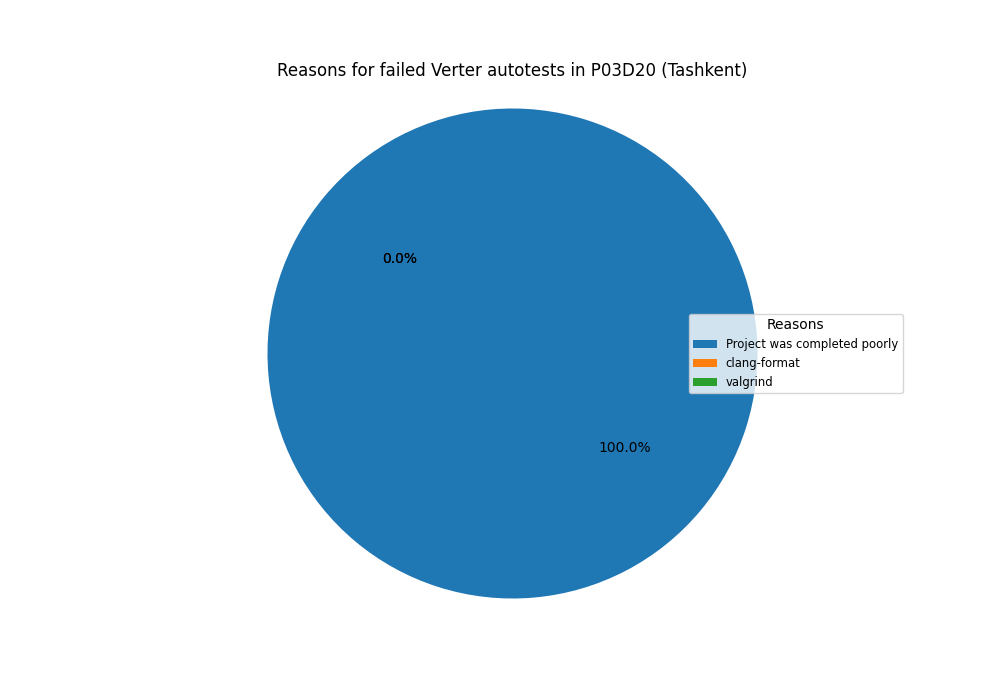 Reasons for failed Verter autotests in P03D20 (Tashkent)
0.0%
Reasons
Project was completed poorly
clang-format
valgrind
100.0%